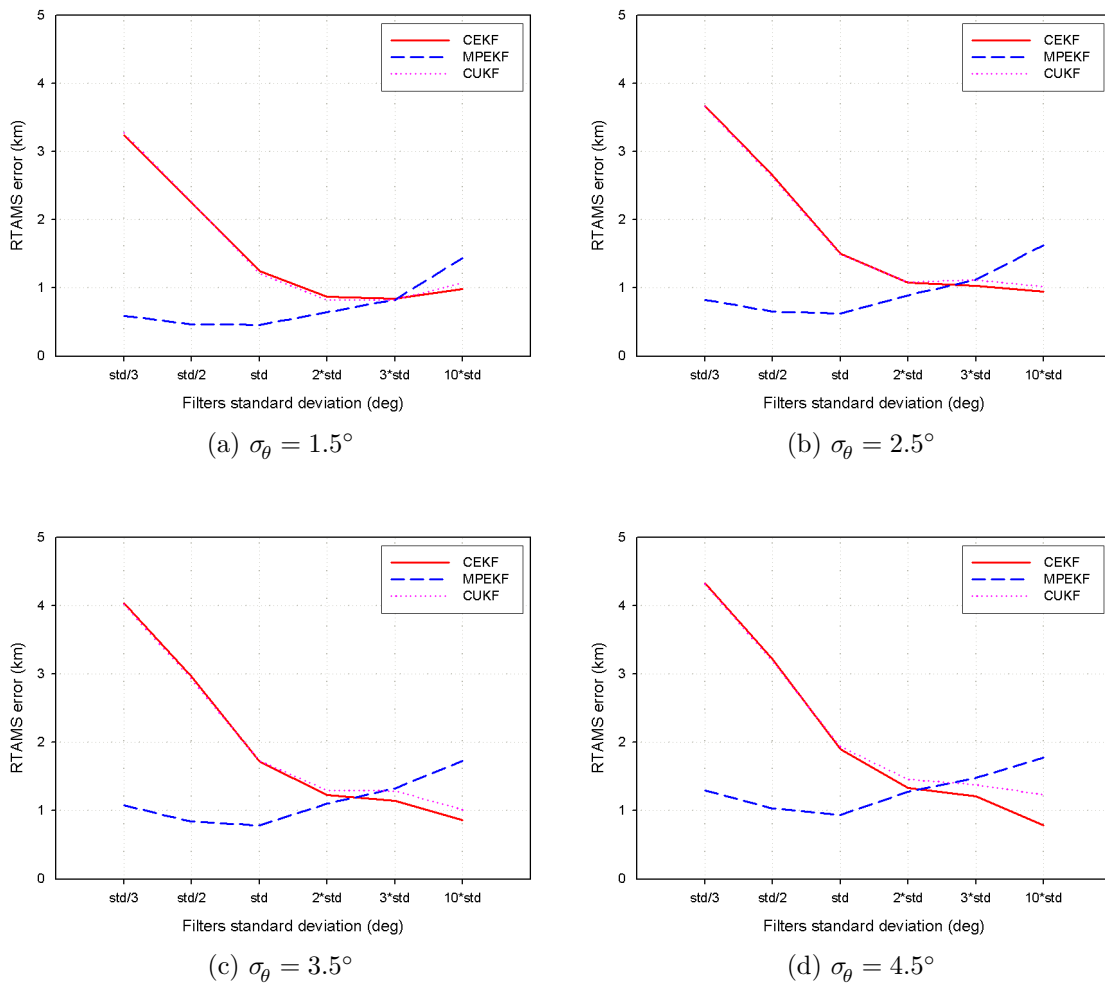 5
4
3
2
1
0
RTAMS error (km)
CEKF
MPEKF
CUKF
std/3 std/2 std 2*std 3*std 10*std
Filters standard deviation (deg)
(a) σθ = 1.5°
5
4
3
2
1
0
RTAMS error (km)
CEKF
MPEKF
CUKF
std/3 std/2 std 2*std 3*std 10*std
Filters standard deviation (deg)
(b) σθ = 2.5°
5
4
3
2
1
0
RTAMS error (km)
CEKF
MPEKF
CUKF
std/3 std/2 std 2*std 3*std 10*std
Filters standard deviation (deg)
(c) σθ = 3.5°
5
4
3
2
1
0
RTAMS error (km)
CEKF
MPEKF
CUKF
std/3 std/2 std 2*std 3*std 10*std
Filters standard deviation (deg)
(d) σθ = 4.5°